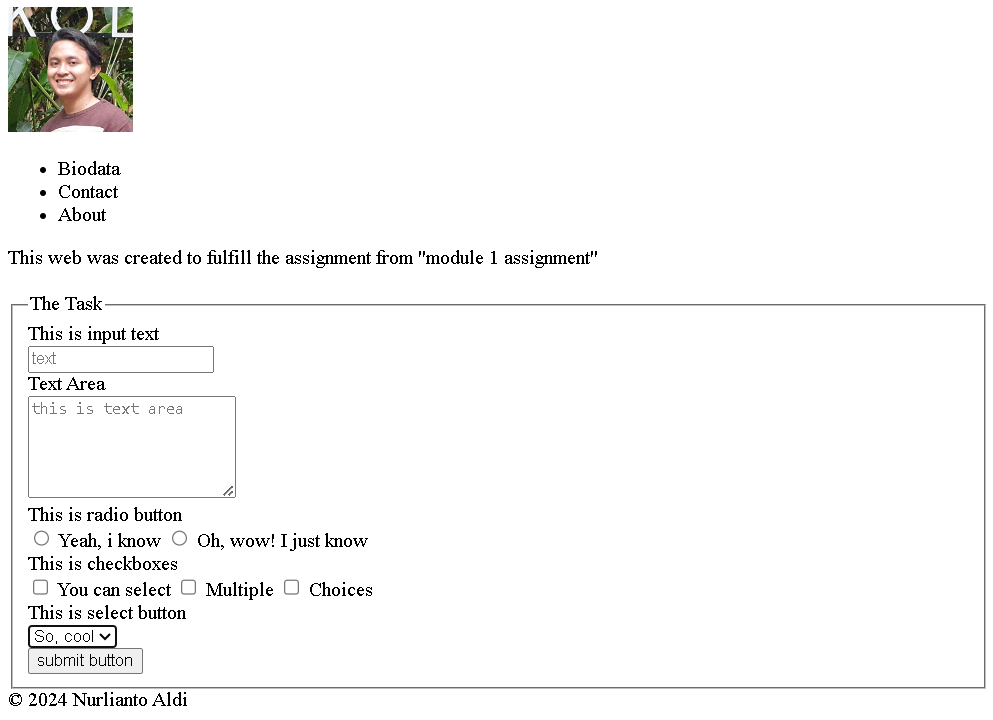 KOL
Biodata
Contact
About
This web was created to fulfill the assignment from "module 1 assignment"
The Task
This is input text
text
Text Area
this is text area
This is radio button
Yeah, i know Oh, wow! I just know
This is checkboxes
You can select Multiple Choices
This is select button
So, cool
submit button
© 2024 Nurlianto Aldi